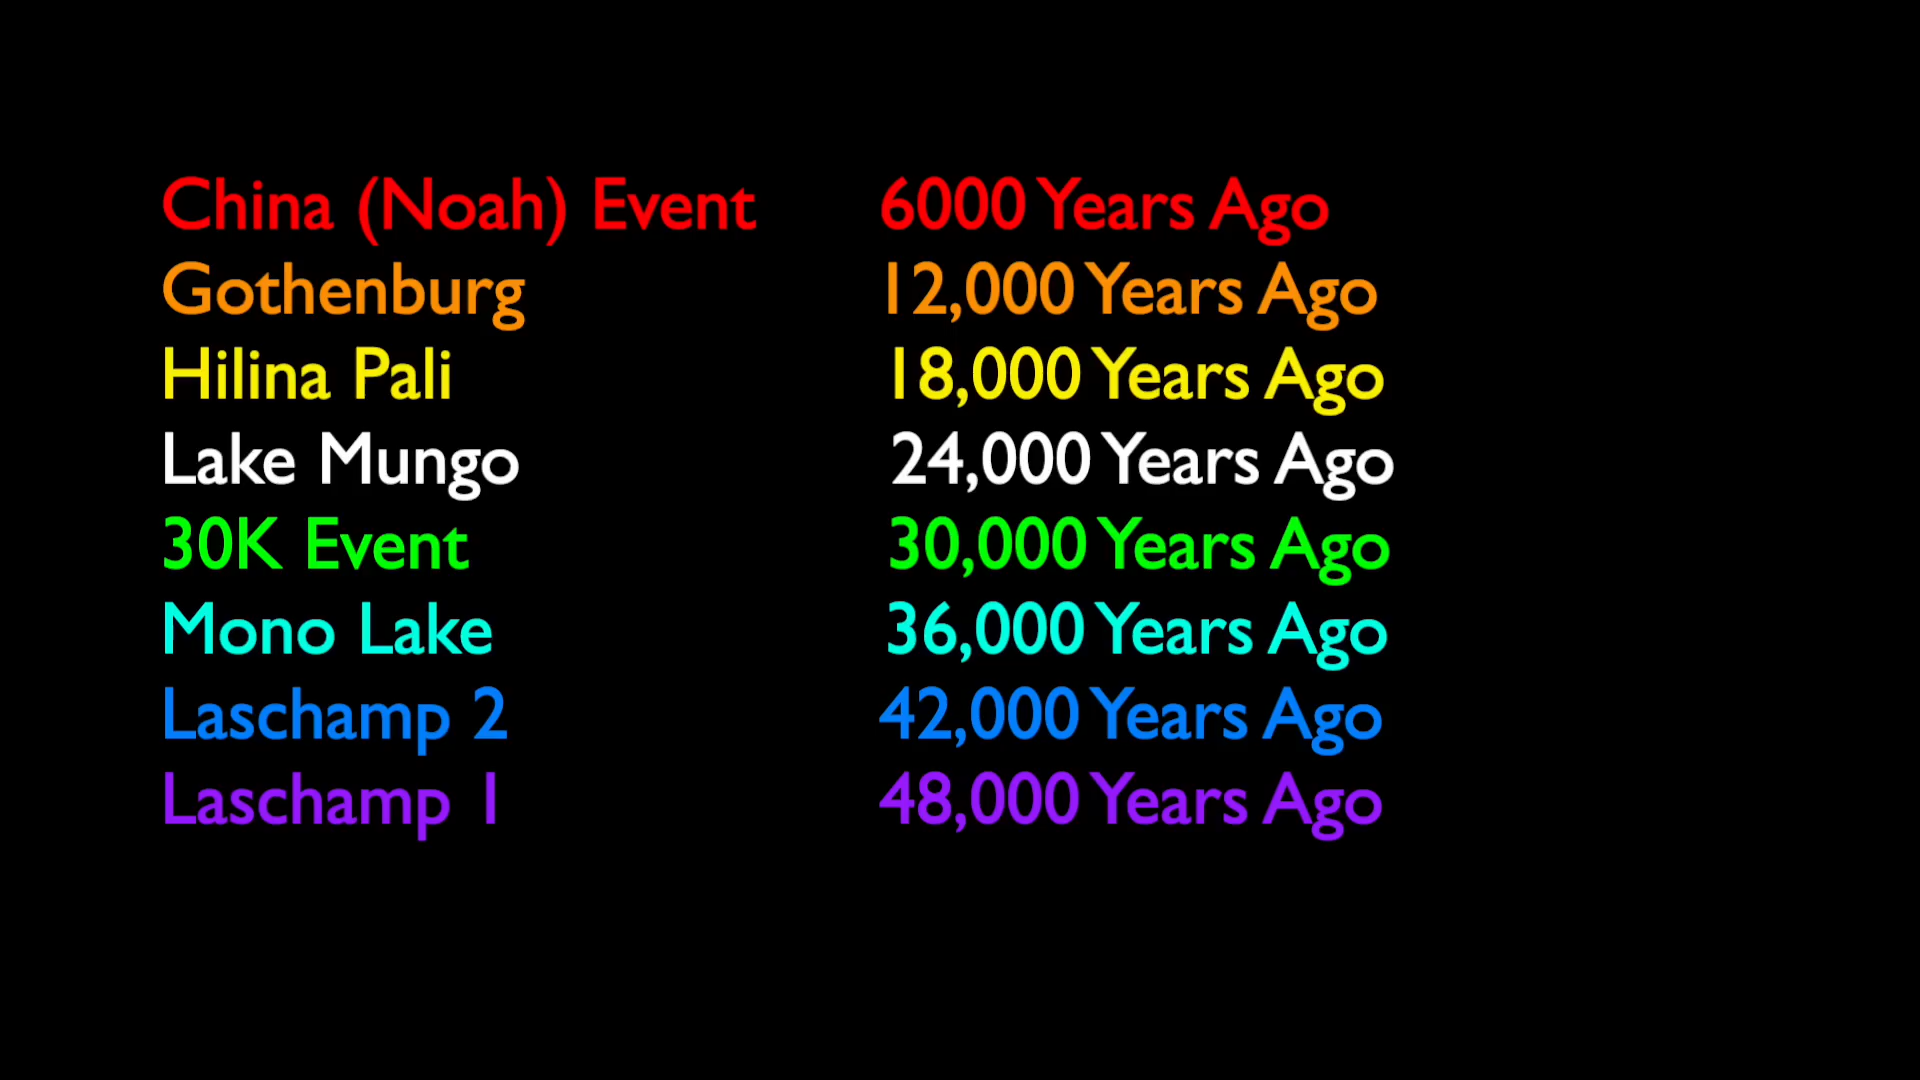 China (Noah) Event 6000 Years Ago
Gothenburg 12,000 Years Ago
Hilina Pali 18,000 Years Ago
Lake Mungo 24,000 Years Ago
30K Event 30,000 Years Ago
Mono Lake 36,000 Years Ago
Laschamp 2 42,000 Years Ago
Laschamp 1 48,000 Years Ago